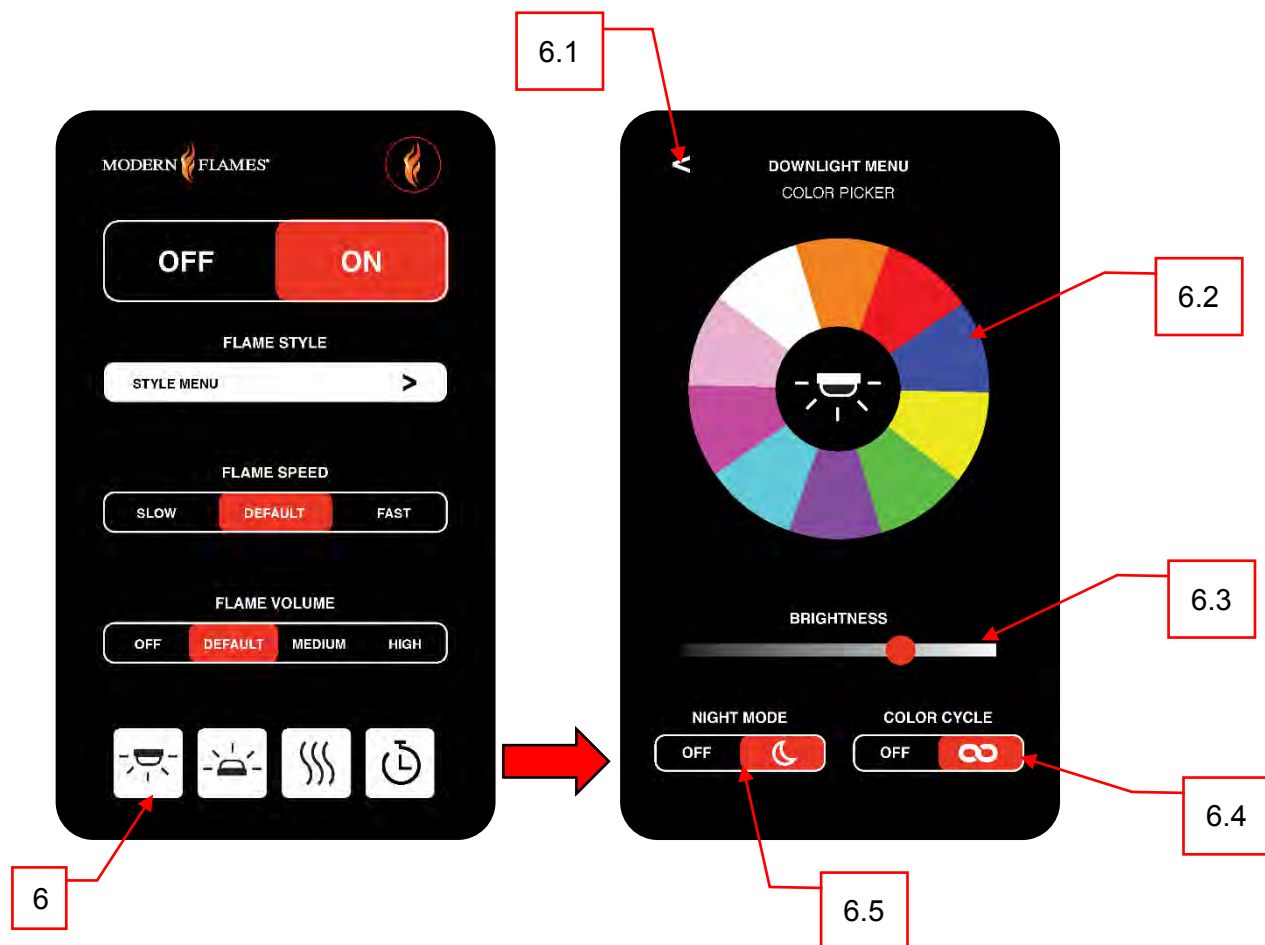 6.1
MODERN FLAMES
OFF ON
FLAME STYLE
STYLE MENU >
FLAME SPEED
SLOW DEFAULT FAST
FLAME VOLUME
OFF DEFAULT MEDIUM HIGH
6
<
DOWNLIGHT MENU
COLOR PICKER
6.2
BRIGHTNESS
6.3
NIGHT MODE COLOR CYCLE
OFF OFF
6.4
6.5